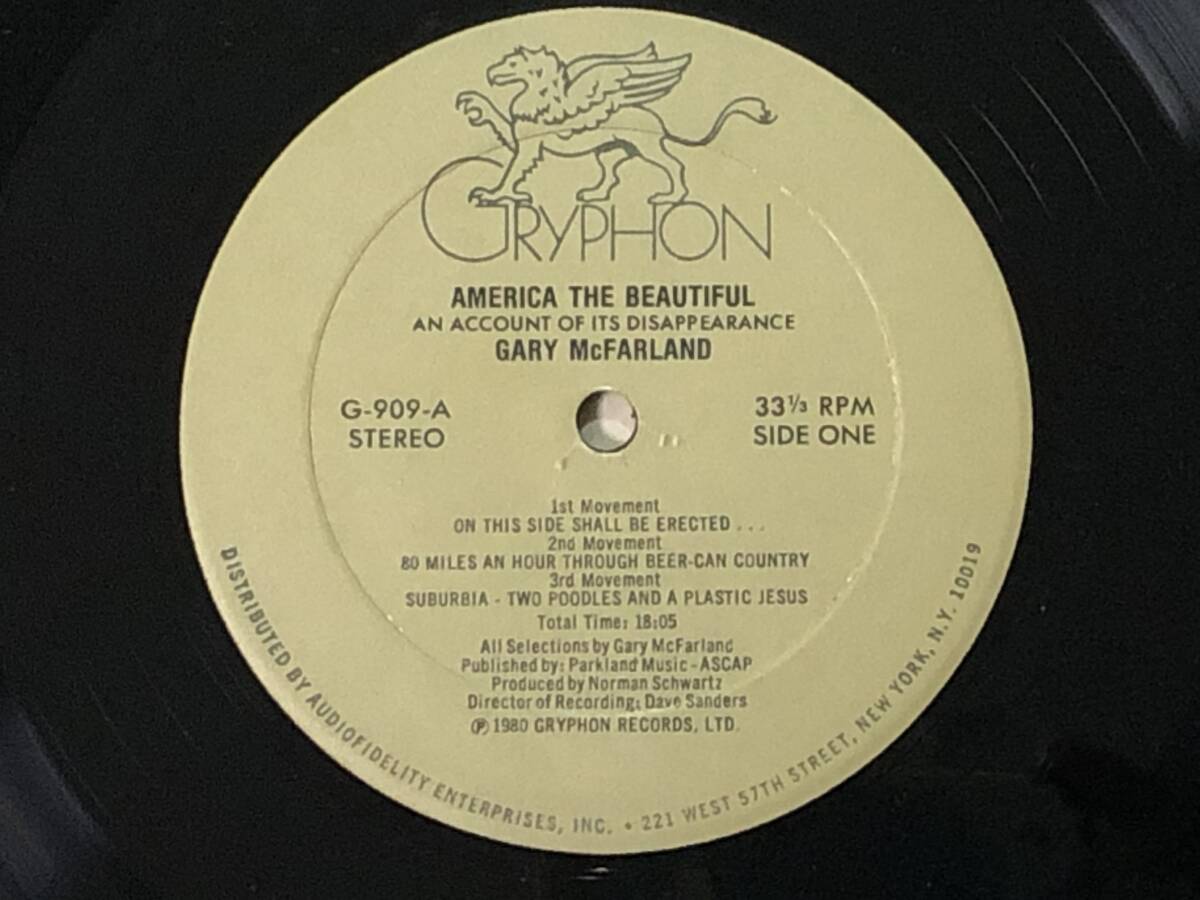 GRYPHON
AMERICA THE BEAUTIFUL
AN ACCOUNT OF ITS DISAPPEARANCE
GARY McFARLAND
G-909-A
STEREO
33⅓ RPM
SIDE ONE
1st Movement
ON THIS SIDE SHALL BE ERECTED . . .
2nd Movement
80 MILES AN HOUR THROUGH BEER-CAN COUNTRY
3rd Movement
SUBURBIA - TWO POODLES AND A PLASTIC JESUS
Total Time: 18:05
All Selections by Gary McFarland
Published by: Parkland Music - ASCAP
Produced by Norman Schwartz
Director of Recording: Dave Sanders
℗ 1980 GRYPHON RECORDS, LTD.
DISTRIBUTED BY AUDIOFIDELITY ENTERPRISES, INC. • 221 WEST 57TH STREET, NEW YORK, N.Y. 10019